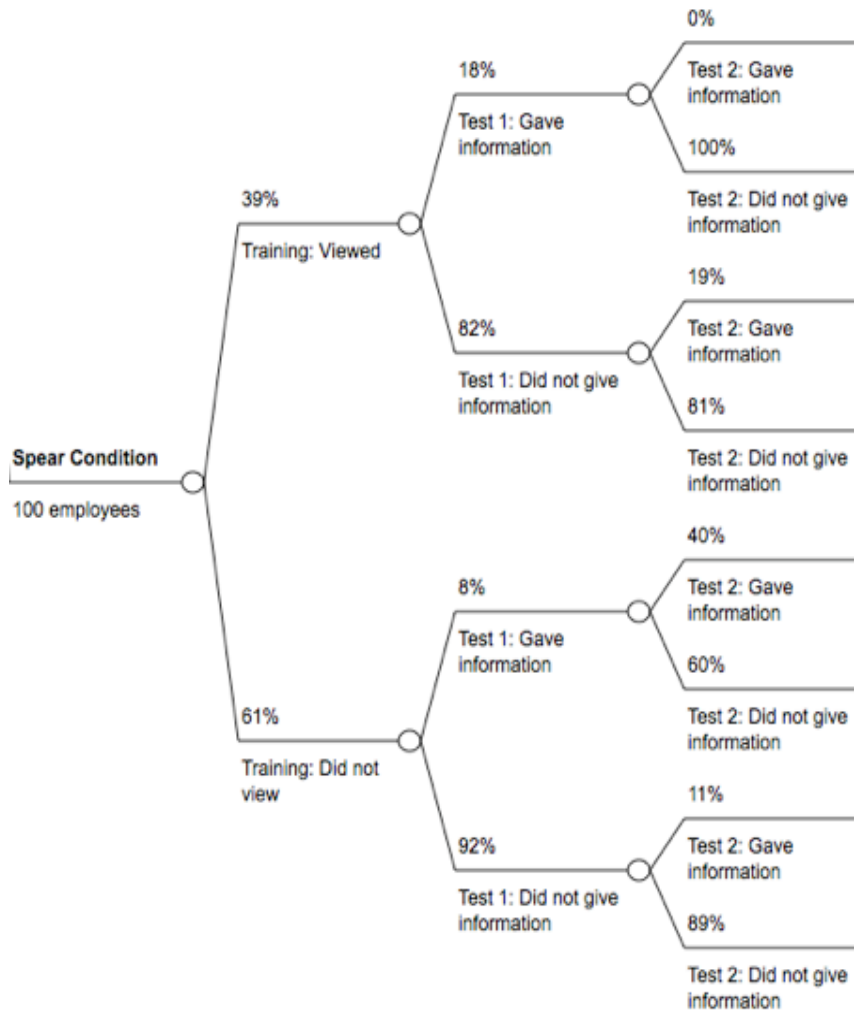 0%
18%
Test 2: Gave
information
Test 1: Gave
information
100%
39%
Test 2: Did not give
information
Training: Viewed
19%
82%
Test 2: Gave
information
Test 1: Did not give
information
81%
Spear Condition
Test 2: Did not give
information
100 employees
40%
8%
Test 2: Gave
information
Test 1: Gave
information
60%
61%
Test 2: Did not give
information
Training: Did not
view
11%
92%
Test 2: Gave
information
Test 1: Did not give
information
89%
Test 2: Did not give
information